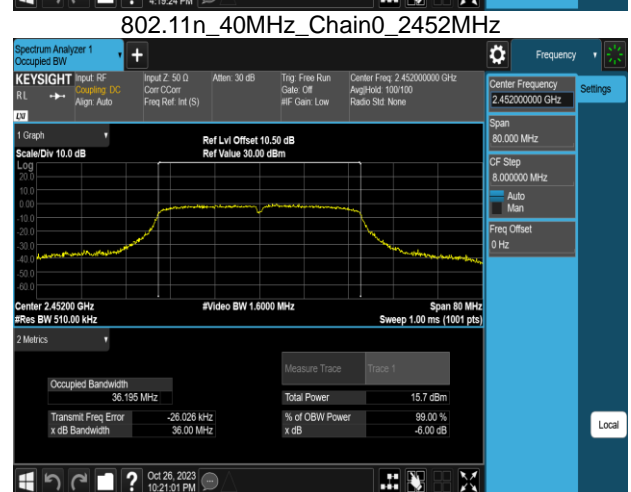 4:19:24 PM
802.11n_40MHz_Chain0_2452MHz
Spectrum Analyzer 1
Occupied BW
Frequency
KEYSIGHT
RL
LXI
Input: RF
Coupling: DC
Align: Auto
Input Z: 50 Ω
Corr CCorr
Freq Ref: Int (S)
Atten: 30 dB
Trig: Free Run
Gate: Off
#IF Gain: Low
Center Freq: 2.452000000 GHz
Avg|Hold: 100/100
Radio Std: None
Center Frequency
2.452000000 GHz
Settings
Span
80.000 MHz
CF Step
8.000000 MHz
Auto
Man
Freq Offset
0 Hz
1 Graph
Scale/Div 10.0 dB
Ref Lvl Offset 10.50 dB
Ref Value 30.00 dBm
Log
20.0
10.0
0.00
-10.0
-20.0
-30.0
-40.0
-50.0
-60.0
Center 2.45200 GHz
#Res BW 510.00 kHz
#Video BW 1.6000 MHz
Span 80 MHz
Sweep 1.00 ms (1001 pts)
2 Metrics
Measure Trace Trace 1
Occupied Bandwidth
36.195 MHz
Total Power 15.7 dBm
Transmit Freq Error -26.026 kHz
% of OBW Power 99.00 %
x dB Bandwidth 36.00 MHz
x dB -6.00 dB
Local
Oct 26, 2023
10:21:01 PM